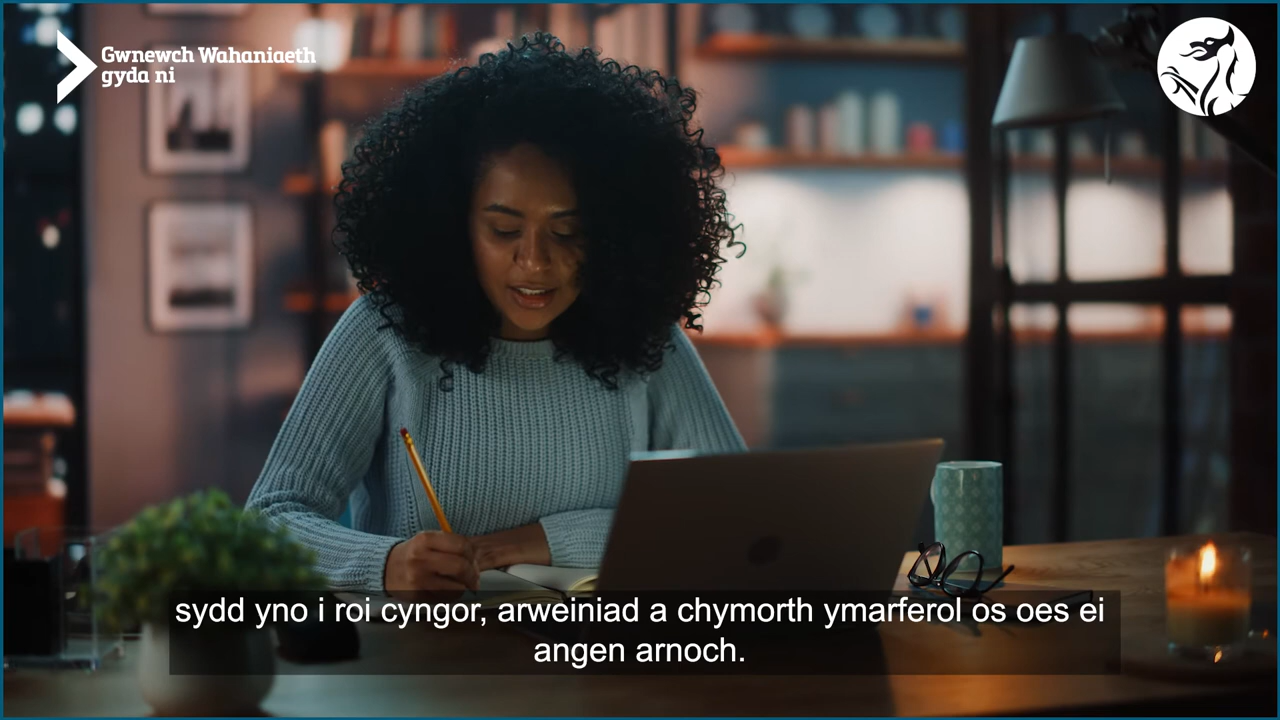 Gwnewch Wahaniaeth
gyda ni
sydd yno i roi cyngor, arweiniad a chymorth ymarferol os oes ei
angen arnoch.